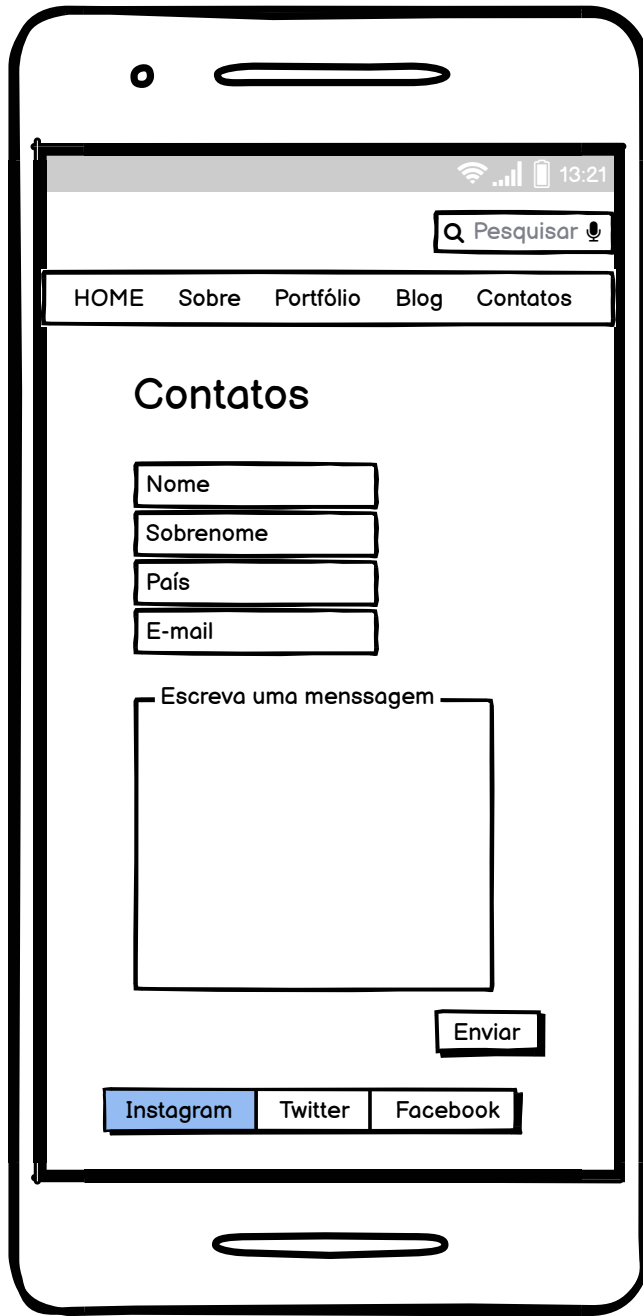 13:21
Pesquisar
HOME Sobre Portfólio Blog Contatos
Contatos
Nome
Sobrenome
País
E-mail
Escreva uma menssagem
Enviar
Instagram Twitter Facebook